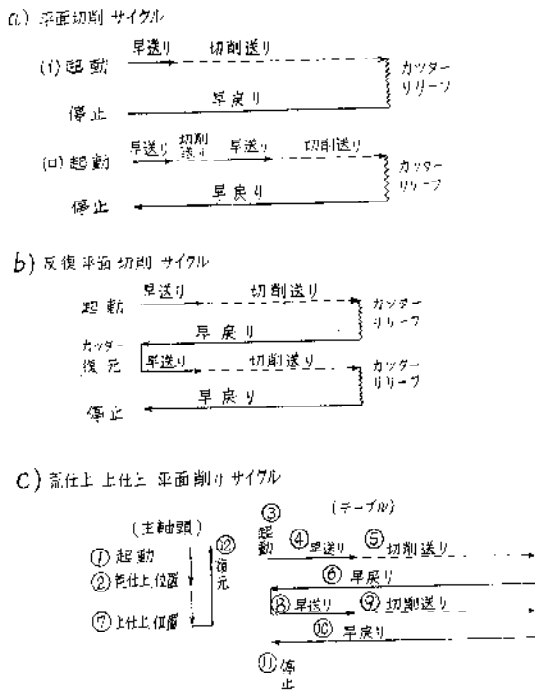 a) 平面切削サイクル
早送り 切削送り
(イ) 起動 カッターリリーフ
停止 早戻り
早送り 切削送り 早送り 切削送り
(ロ) 起動 カッターリリーフ
停止 早戻り
b) 反復平面切削サイクル
早送り 切削送り
起動 カッターリリーフ
早戻り
カッター復元 早送り 切削送り カッターリリーフ
停止 早戻り
C) 荒仕上 上仕上 平面削りサイクル
(主軸頭) ③起動 (テーブル)
①起動 ⑫復元 ④早送り ⑤切削送り
②荒仕上位置 ⑥早戻り
⑧早送り ⑨切削送り
⑦上仕上位置 ⑩早戻り
⑪停止